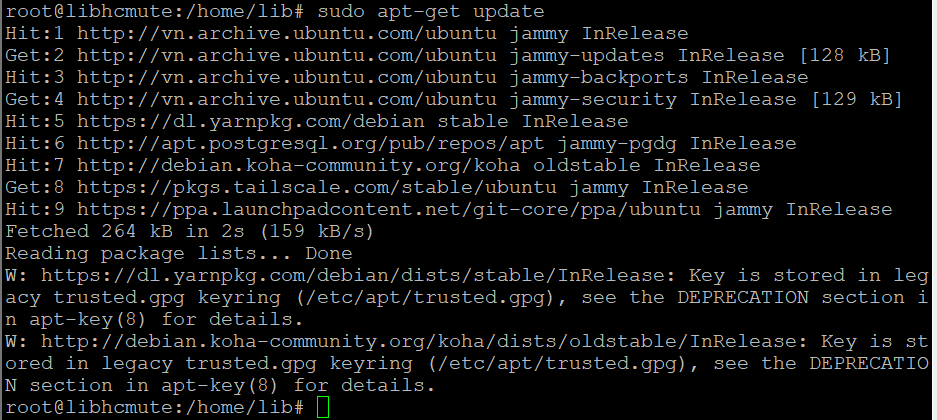 root@libhcmute:/home/lib# sudo apt-get update
Hit:1 http://vn.archive.ubuntu.com/ubuntu jammy InRelease
Get:2 http://vn.archive.ubuntu.com/ubuntu jammy-updates InRelease [128 kB]
Hit:3 http://vn.archive.ubuntu.com/ubuntu jammy-backports InRelease
Get:4 http://vn.archive.ubuntu.com/ubuntu jammy-security InRelease [129 kB]
Hit:5 https://dl.yarnpkg.com/debian stable InRelease
Hit:6 http://apt.postgresql.org/pub/repos/apt jammy-pgdg InRelease
Hit:7 http://debian.koha-community.org/koha oldstable InRelease
Get:8 https://pkgs.tailscale.com/stable/ubuntu jammy InRelease
Hit:9 https://ppa.launchpadcontent.net/git-core/ppa/ubuntu jammy InRelease
Fetched 264 kB in 2s (159 kB/s)
Reading package lists... Done
W: https://dl.yarnpkg.com/debian/dists/stable/InRelease: Key is stored in leg
acy trusted.gpg keyring (/etc/apt/trusted.gpg), see the DEPRECATION section i
n apt-key(8) for details.
W: http://debian.koha-community.org/koha/dists/oldstable/InRelease: Key is st
ored in legacy trusted.gpg keyring (/etc/apt/trusted.gpg), see the DEPRECATIO
N section in apt-key(8) for details.
root@libhcmute:/home/lib#